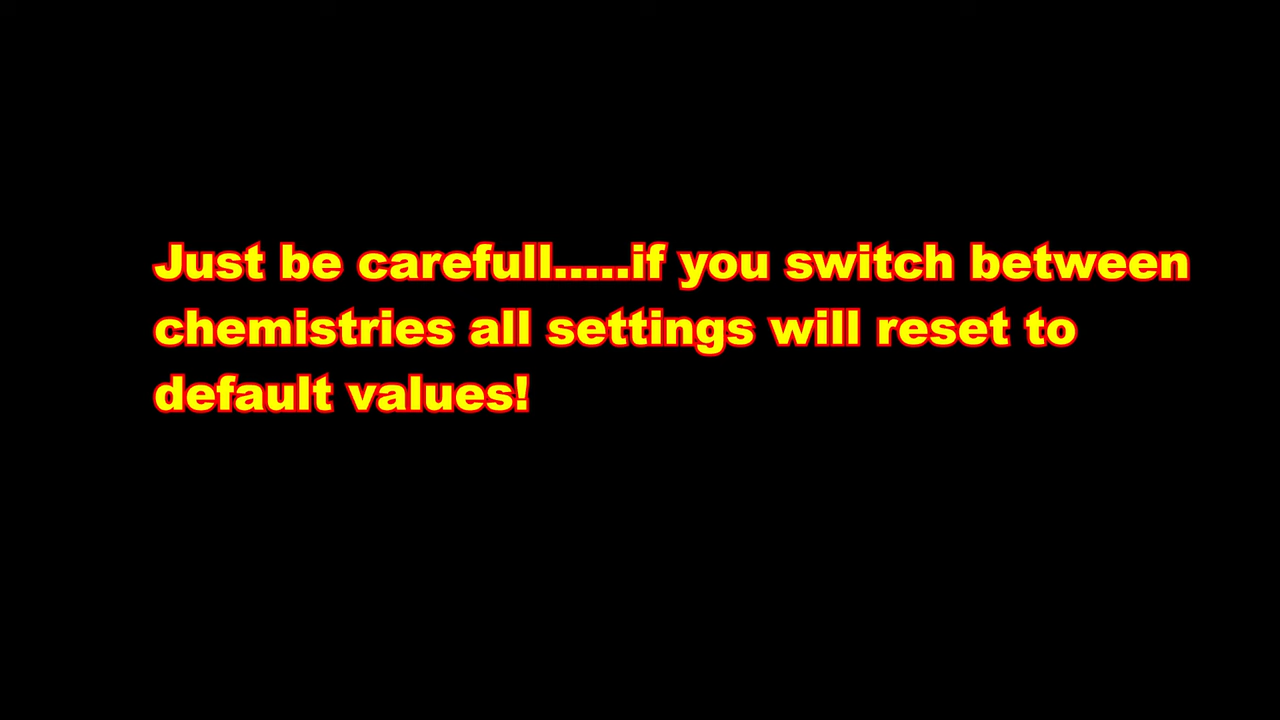 Just be carefull.....if you switch between
chemistries all settings will reset to
default values!